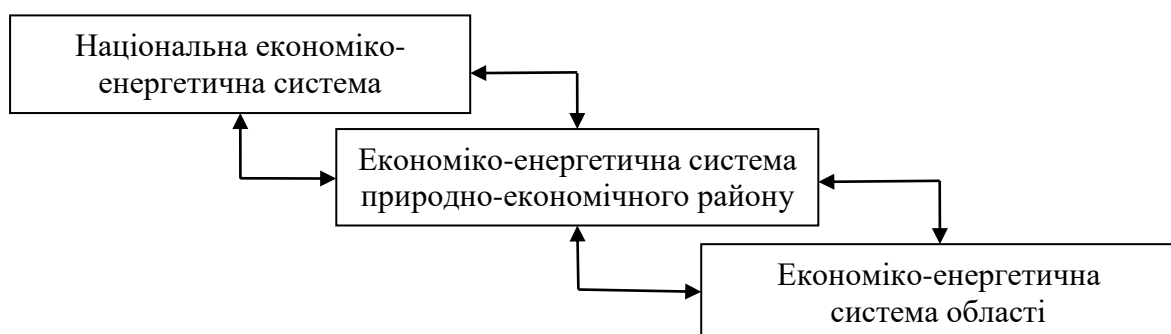 Національна економіко-
енергетична система
Економіко-енергетична система
природно-економічного району
Економіко-енергетична
система області